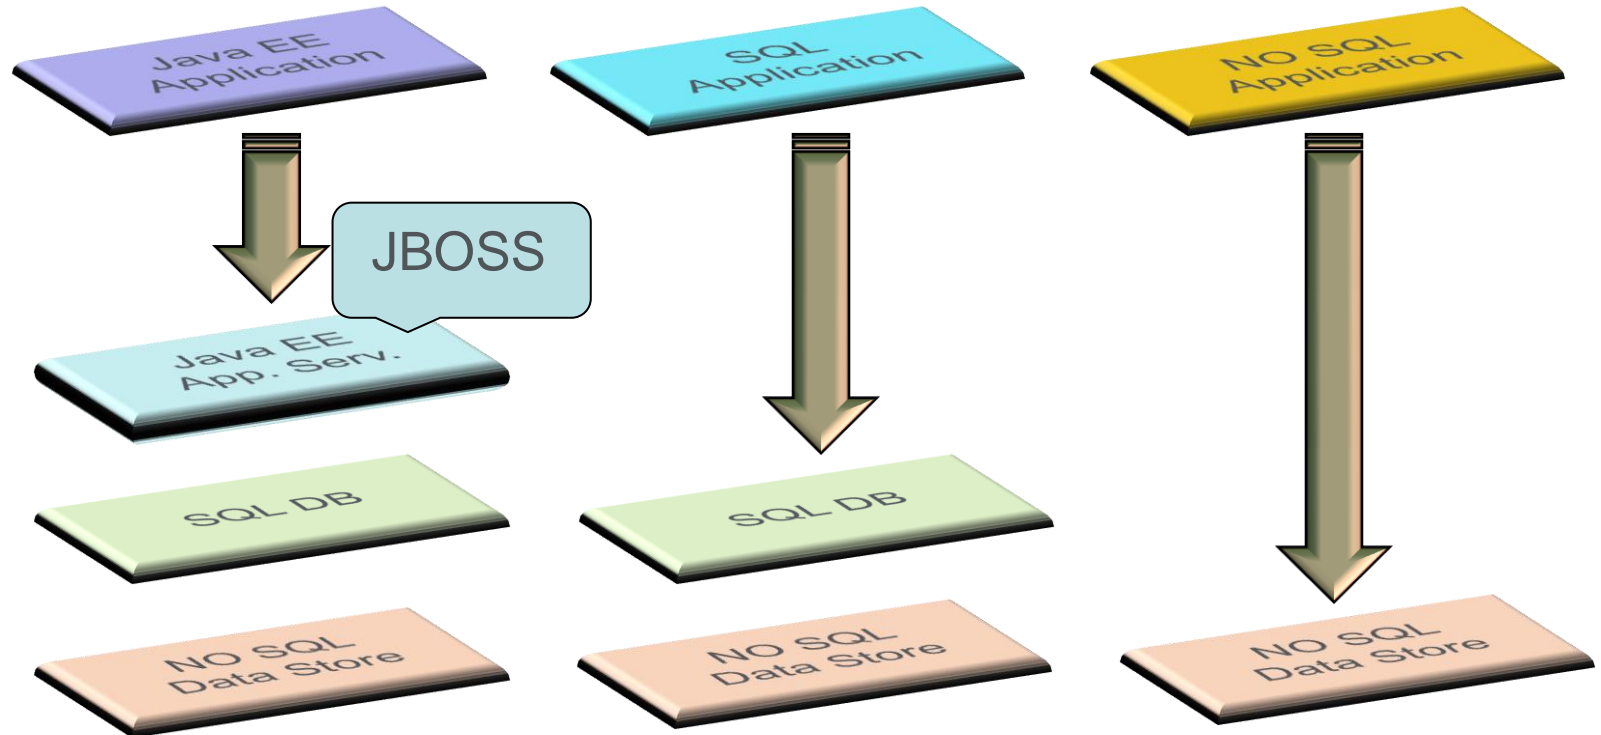 Java EE
Application
SQL
Application
NO SQL
Application
JBOSS
Java EE
App. Serv.
SQL DB
SQL DB
NO SQL
Data Store
NO SQL
Data Store
NO SQL
Data Store